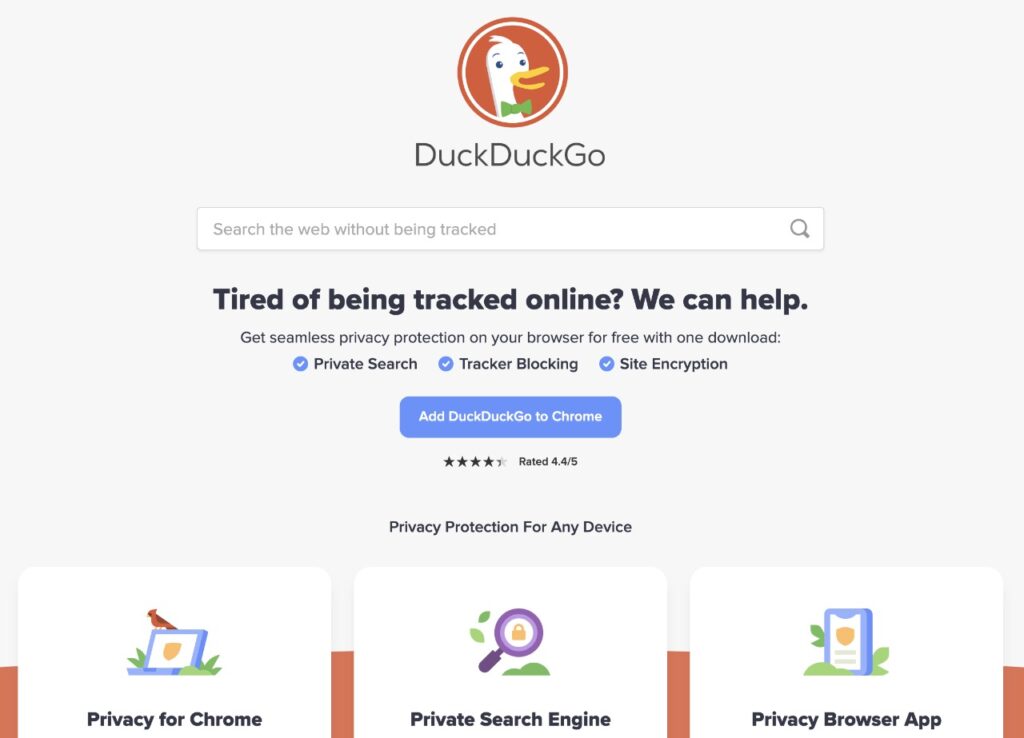 DuckDuckGo
Search the web without being tracked
Tired of being tracked online? We can help.
Get seamless privacy protection on your browser for free with one download:
Private Search Tracker Blocking Site Encryption
Add DuckDuckGo to Chrome
Rated 4.4/5
Privacy Protection For Any Device
Privacy for Chrome
Private Search Engine
Privacy Browser App